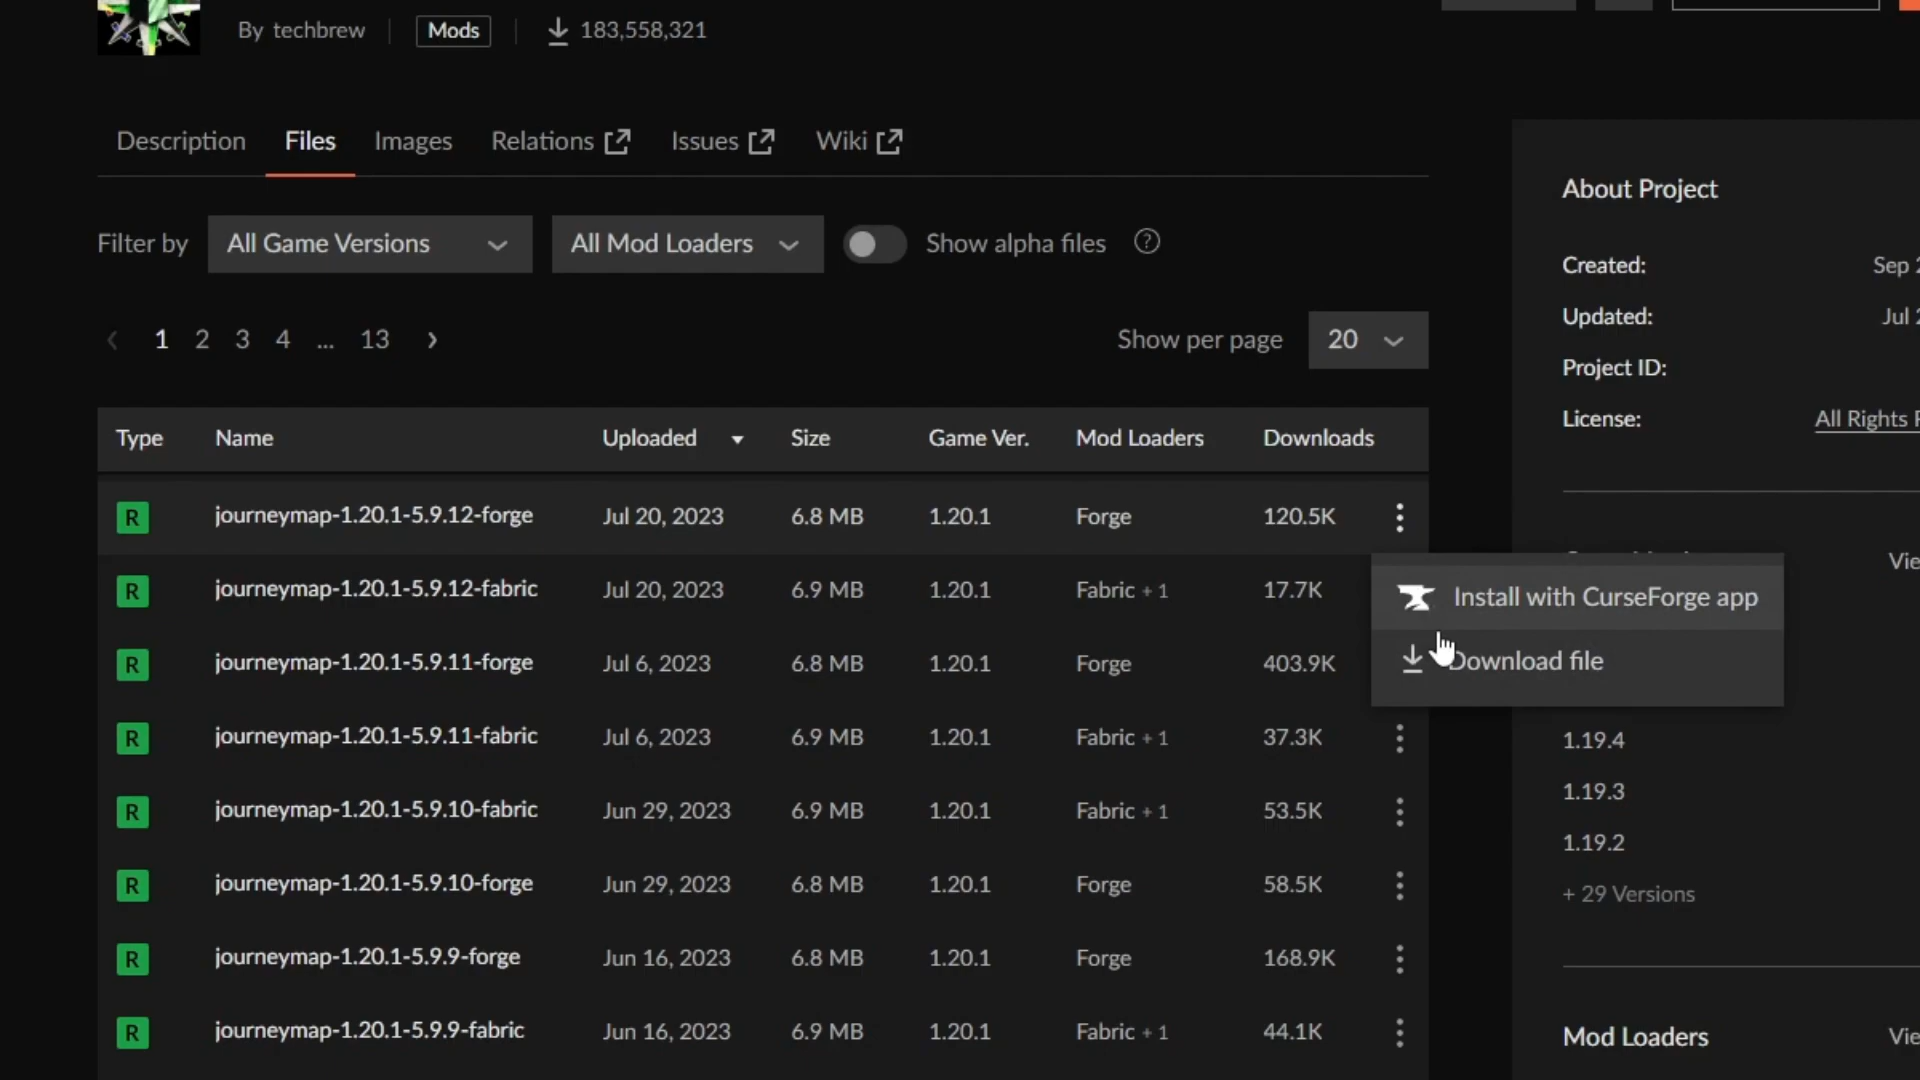 By techbrew
Mods
183,558,321
Description Files Images Relations Issues Wiki
Filter by All Game Versions All Mod Loaders Show alpha files ?
1 2 3 4 ... 13
Show per page 20
Type Name Uploaded Size Game Ver. Mod Loaders Downloads
R journeymap-1.20.1-5.9.12-forge Jul 20, 2023 6.8 MB 1.20.1 Forge 120.5K
R journeymap-1.20.1-5.9.12-fabric Jul 20, 2023 6.9 MB 1.20.1 Fabric + 1 17.7K
R journeymap-1.20.1-5.9.11-forge Jul 6, 2023 6.8 MB 1.20.1 Forge 403.9K
R journeymap-1.20.1-5.9.11-fabric Jul 6, 2023 6.9 MB 1.20.1 Fabric + 1 37.3K
R journeymap-1.20.1-5.9.10-fabric Jun 29, 2023 6.9 MB 1.20.1 Fabric + 1 53.5K
R journeymap-1.20.1-5.9.10-forge Jun 29, 2023 6.8 MB 1.20.1 Forge 58.5K
R journeymap-1.20.1-5.9.9-forge Jun 16, 2023 6.8 MB 1.20.1 Forge 168.9K
R journeymap-1.20.1-5.9.9-fabric Jun 16, 2023 6.9 MB 1.20.1 Fabric + 1 44.1K
Install with CurseForge app
Download file
About Project
Created: Sep 2
Updated: Jul 2
Project ID:
License: All Rights
Vie
1.19.4
1.19.3
1.19.2
+ 29 Versions
Mod Loaders Vie